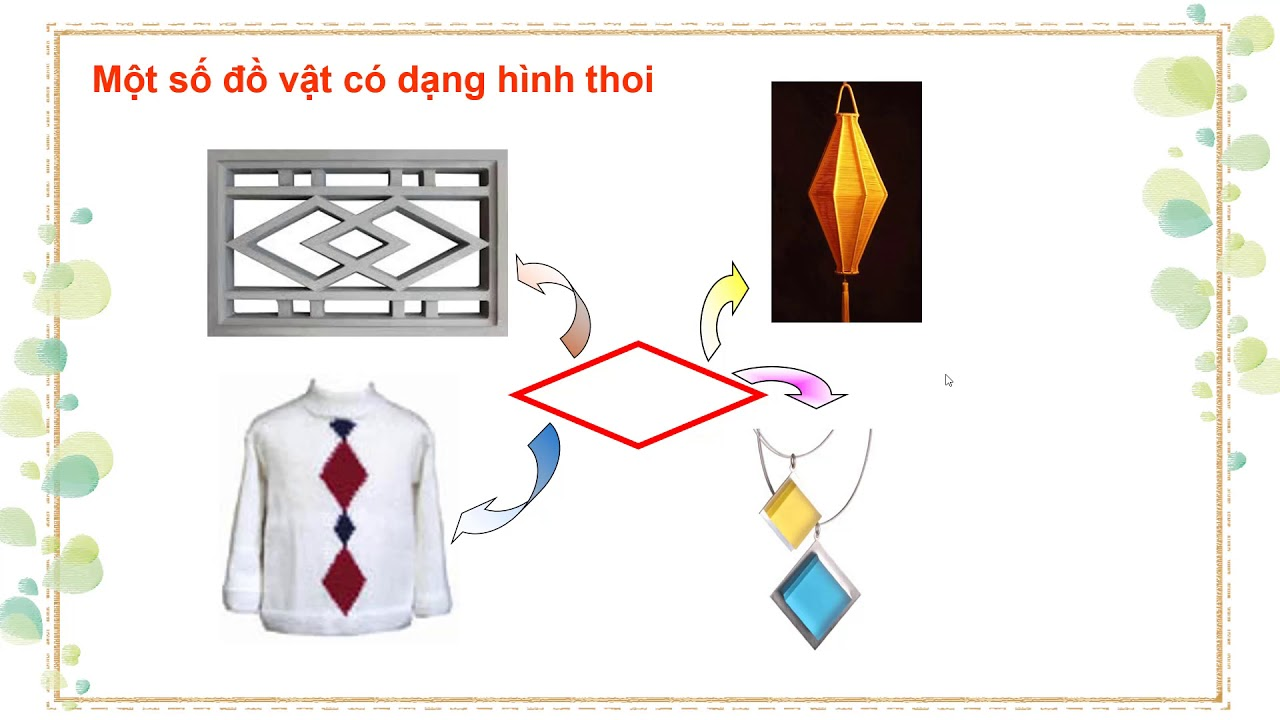 Một số đồ vật có dạng hình thoi